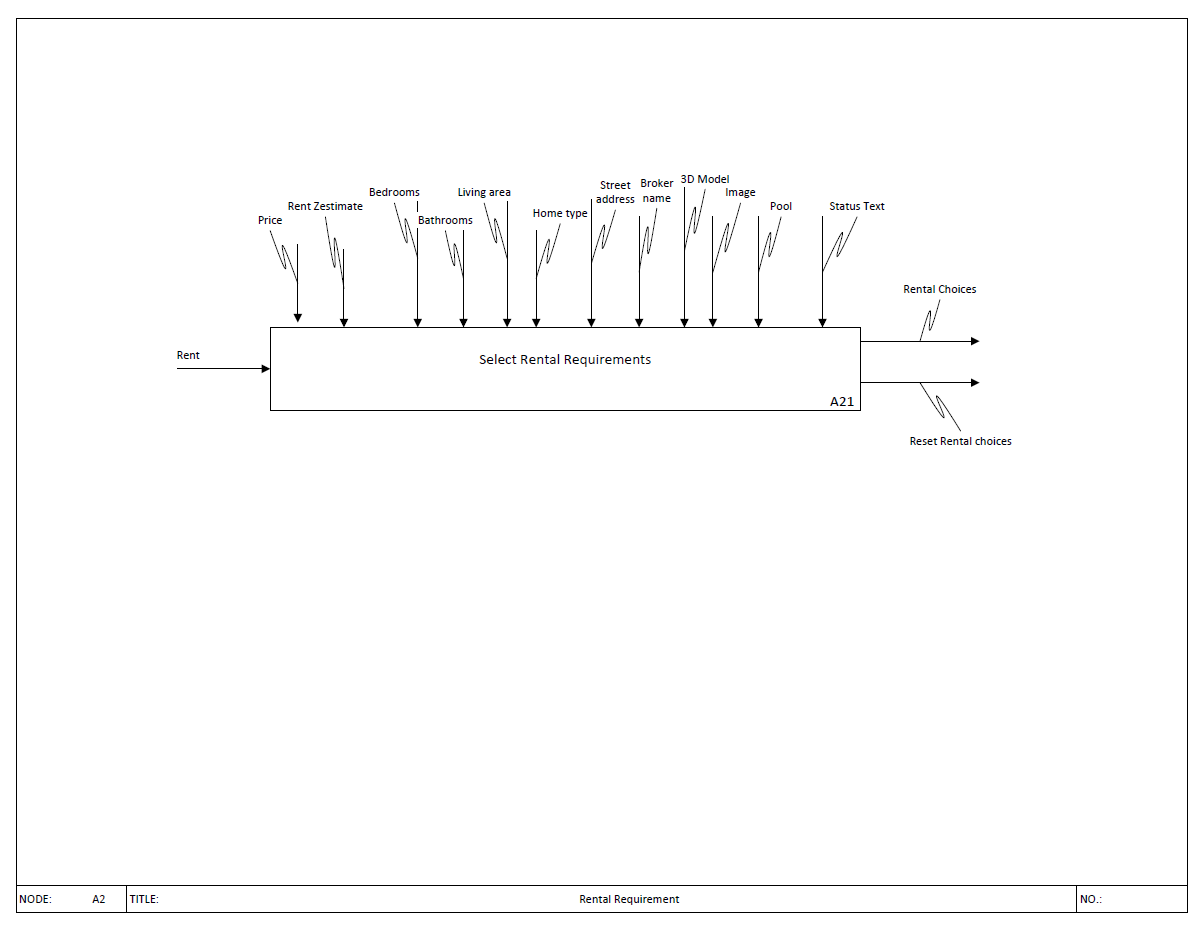 Price
Rent Zestimate
Bedrooms
Bathrooms
Living area
Home type
Street
address
Broker
name
3D Model
Image
Pool
Status Text
Rental Choices
Rent
Select Rental Requirements
A21
Reset Rental choices
NODE: A2 TITLE: Rental Requirement NO.: